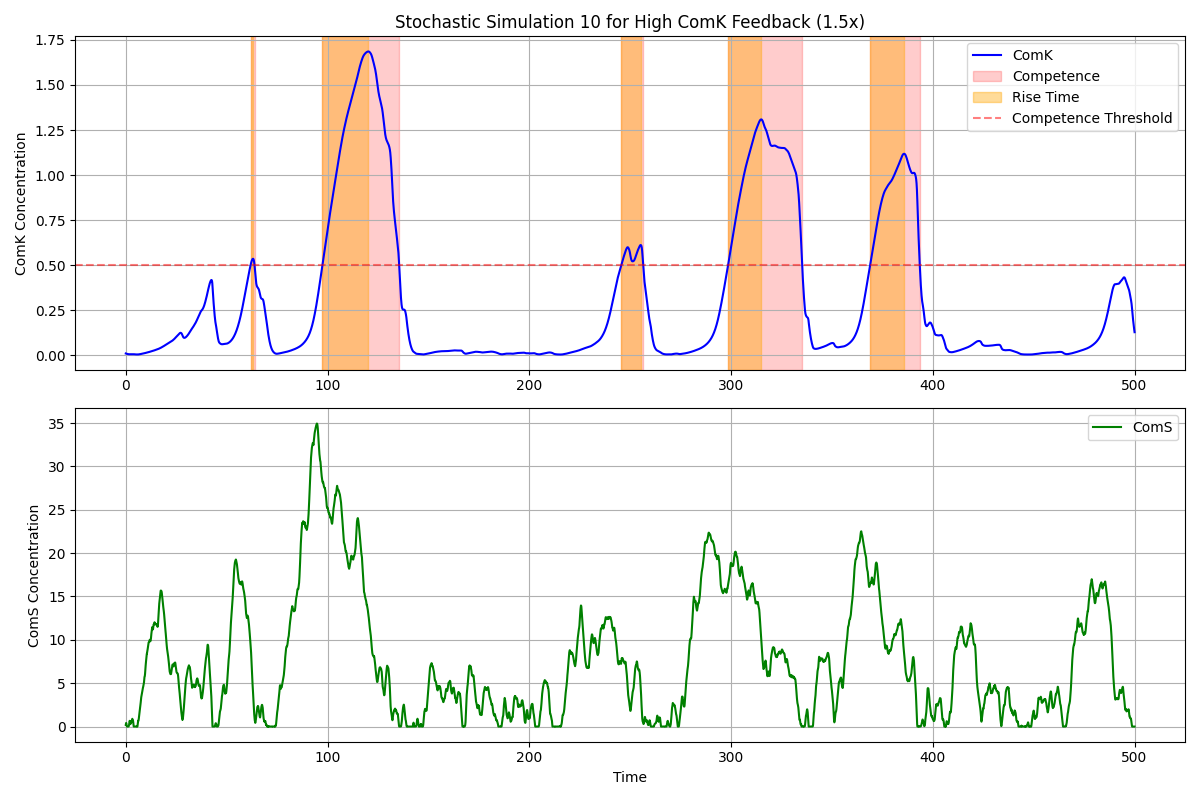 Stochastic Simulation 10 for High ComK Feedback (1.5x)
ComK Concentration
1.75
1.50
1.25
1.00
0.75
0.50
0.25
0.00
ComK
Competence
Rise Time
Competence Threshold
0 100 200 300 400 500
ComS Concentration
35
30
25
20
15
10
5
0
ComS
0 100 200 300 400 500
Time